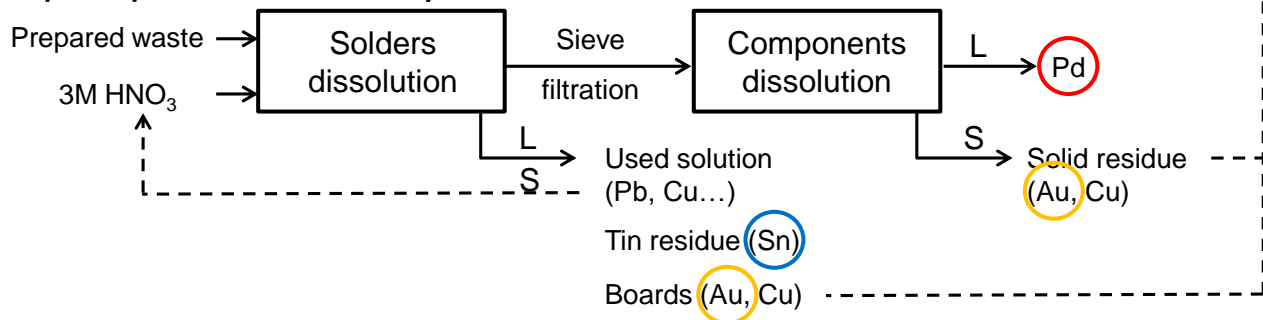 Prepared waste
Solders
dissolution
Sieve
filtration
Components
dissolution
L
Pd
3M HNO₃
L
S
Used solution
(Pb, Cu…)
S
Solid residue
(Au, Cu)
Tin residue (Sn)
Boards (Au, Cu)